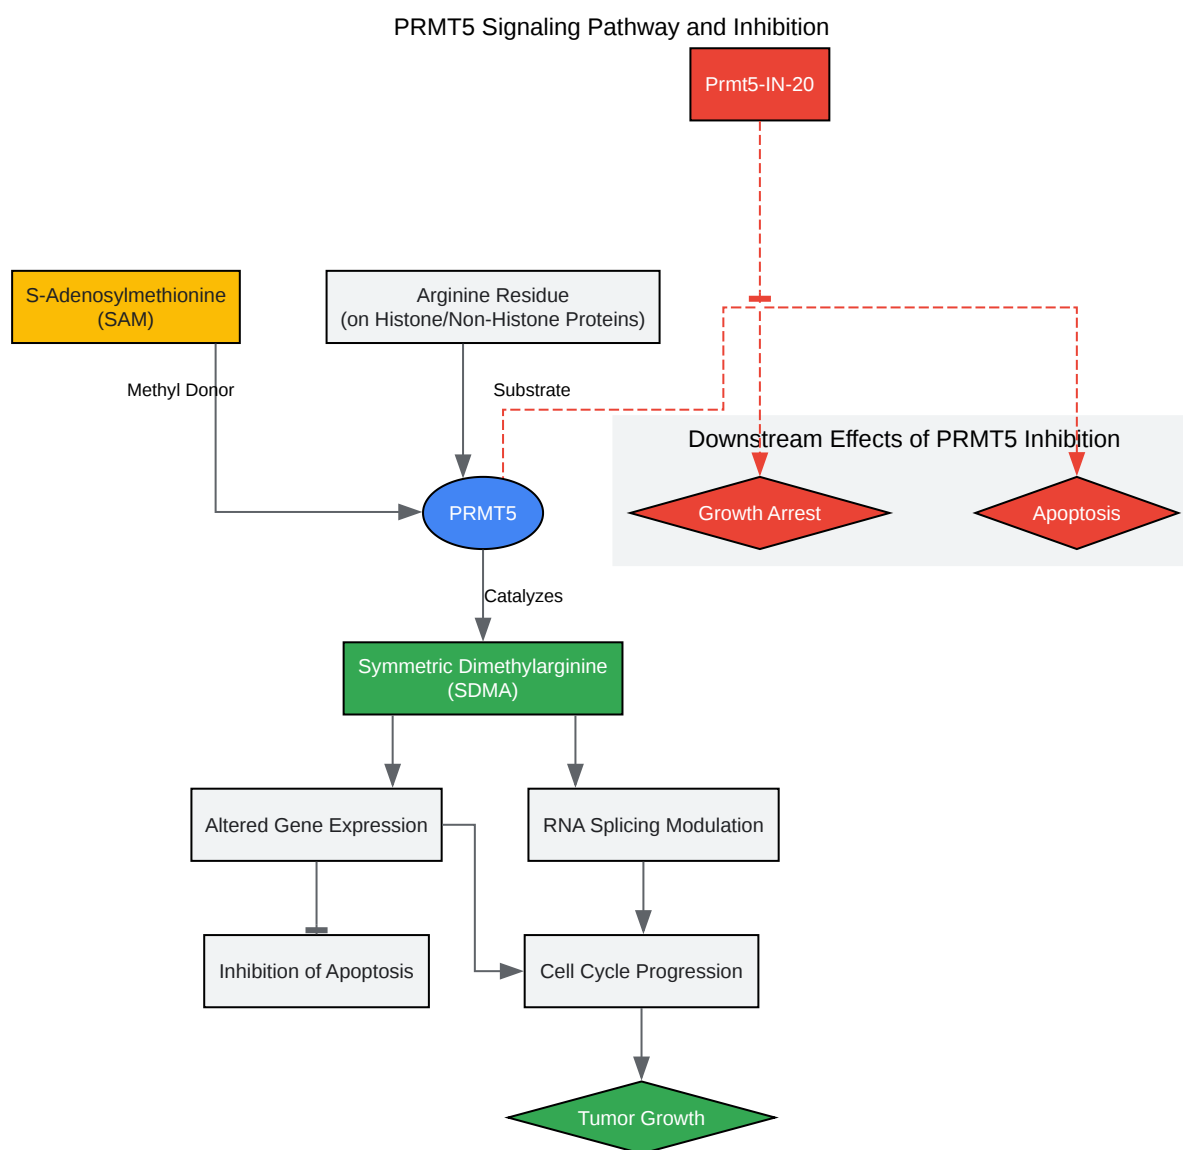 PRMT5 Signaling Pathway and Inhibition
Prmt5-IN-20
S-Adenosylmethionine
(SAM)
Arginine Residue
(on Histone/Non-Histone Proteins)
Methyl Donor
Substrate
Downstream Effects of PRMT5 Inhibition
PRMT5
Growth Arrest
Apoptosis
Catalyzes
Symmetric Dimethylarginine
(SDMA)
Altered Gene Expression
RNA Splicing Modulation
Inhibition of Apoptosis
Cell Cycle Progression
Tumor Growth